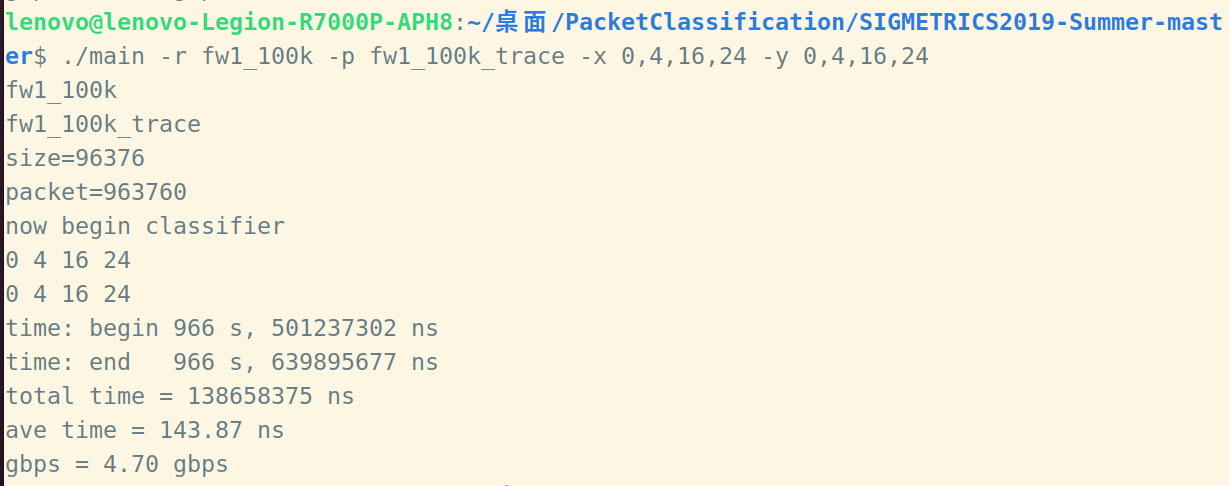 lenovo@lenovo-Legion-R7000P-APH8:~/桌面/PacketClassification/SIGMETRICS2019-Summer-mast
er$ ./main -r fw1_100k -p fw1_100k_trace -x 0,4,16,24 -y 0,4,16,24
fw1_100k
fw1_100k_trace
size=96376
packet=963760
now begin classifier
0 4 16 24
0 4 16 24
time: begin 966 s, 501237302 ns
time: end   966 s, 639895677 ns
total time = 138658375 ns
ave time = 143.87 ns
gbps = 4.70 gbps